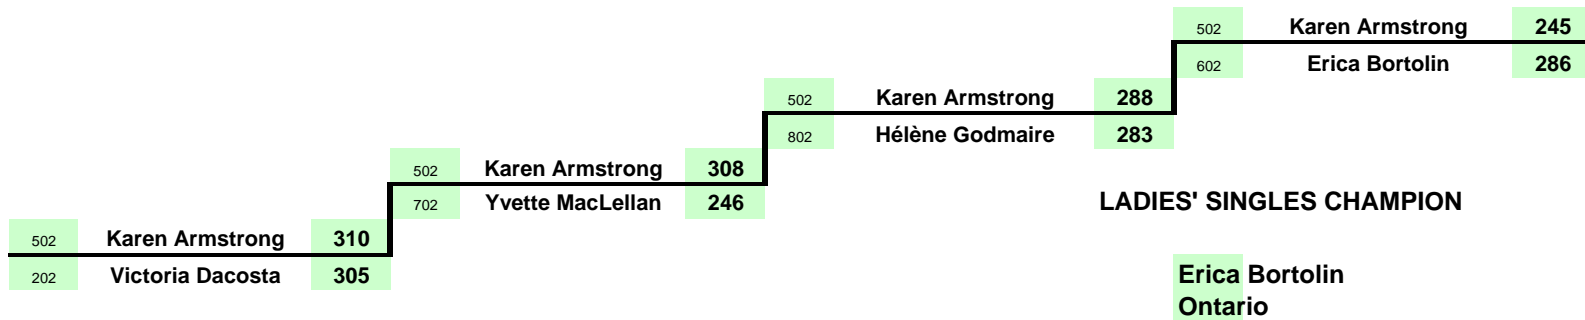 502 Karen Armstrong 245
602 Erica Bortolin 286
502 Karen Armstrong 288
802 Hélène Godmaire 283
502 Karen Armstrong 308
702 Yvette MacLellan 246
LADIES' SINGLES CHAMPION
502 Karen Armstrong 310
202 Victoria Dacosta 305
Erica Bortolin
Ontario